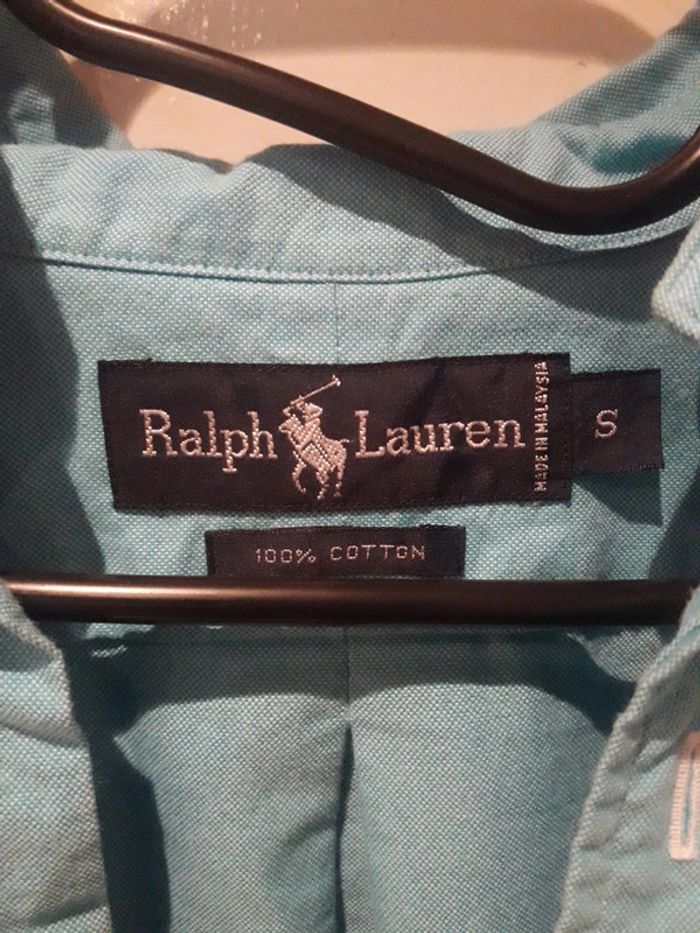 Ralph Lauren
MADE IN MALAYSIA
S
100% COTTON